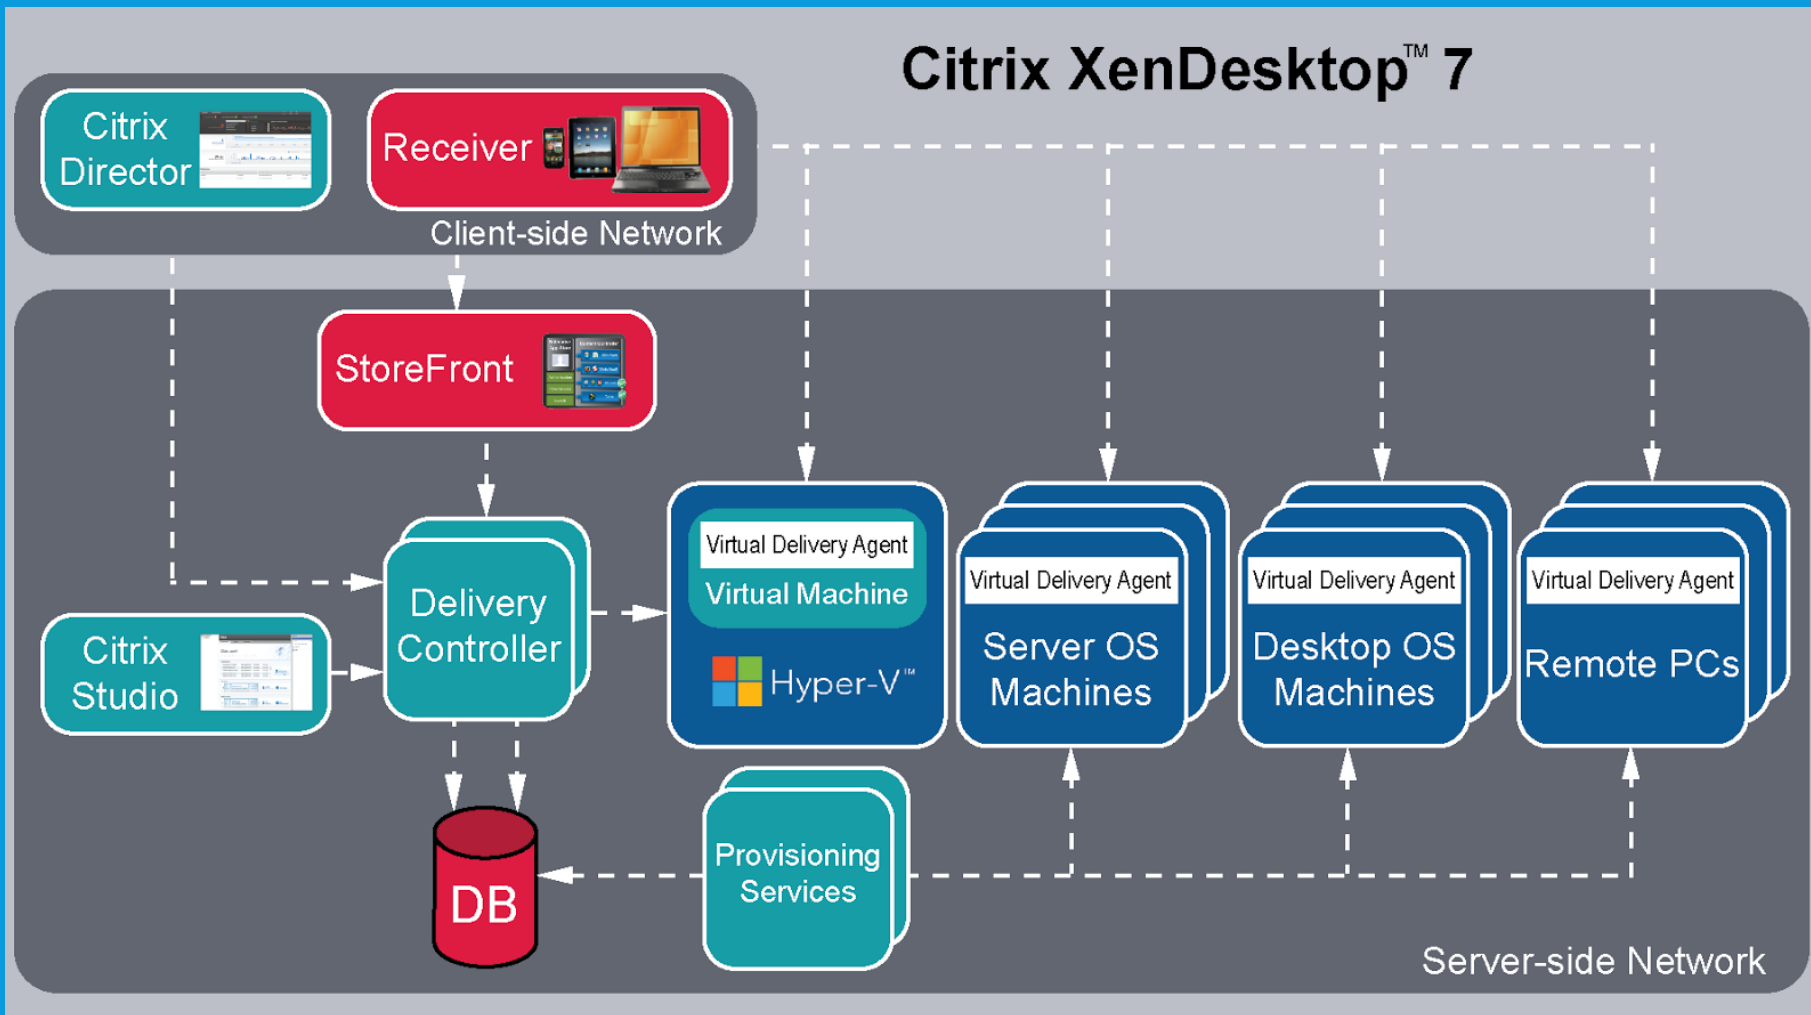 Citrix XenDesktop™ 7
Citrix
Director
Receiver
Client-side Network
StoreFront
Delivery
Controller
Citrix
Studio
Virtual Delivery Agent
Virtual Machine
Hyper-V™
Virtual Delivery Agent
Server OS
Machines
Virtual Delivery Agent
Desktop OS
Machines
Virtual Delivery Agent
Remote PCs
DB
Provisioning
Services
Server-side Network